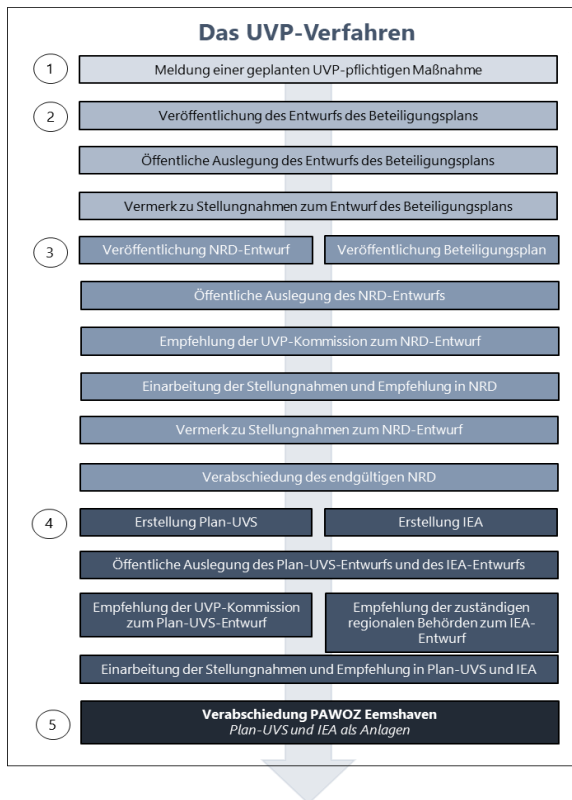 Das UVP-Verfahren
1
Meldung einer geplanten UVP-pflichtigen Maßnahme
2
Veröffentlichung des Entwurfs des Beteiligungsplans
Öffentliche Auslegung des Entwurfs des Beteiligungsplans
Vermerk zu Stellungnahmen zum Entwurf des Beteiligungsplans
3
Veröffentlichung NRD-Entwurf
Veröffentlichung Beteiligungsplan
Öffentliche Auslegung des NRD-Entwurfs
Empfehlung der UVP-Kommission zum NRD-Entwurf
Einarbeitung der Stellungnahmen und Empfehlung in NRD
Vermerk zu Stellungnahmen zum NRD-Entwurf
Verabschiedung des endgültigen NRD
4
Erstellung Plan-UVS
Erstellung IEA
Öffentliche Auslegung des Plan-UVS-Entwurfs und des IEA-Entwurfs
Empfehlung der UVP-Kommission
zum Plan-UVS-Entwurf
Empfehlung der zuständigen
regionalen Behörden zum IEA-
Entwurf
Einarbeitung der Stellungnahmen und Empfehlung in Plan-UVS und IEA
5
Verabschiedung PAWOZ Eemshaven
Plan-UVS und IEA als Anlagen